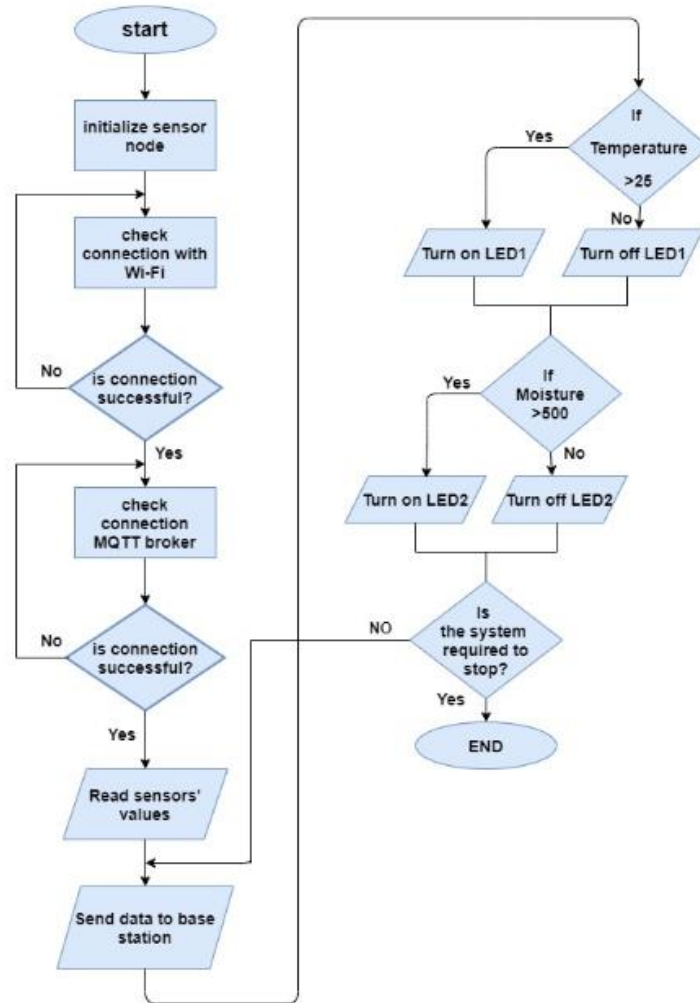 start
initialize sensor
node
check
connection with
Wi-Fi
No
is connection
successful?
Yes
check
connection
MQTT broker
No
is connection
successful?
Yes
Read sensors'
values
Send data to base
station
If
Temperature
>25
Yes
No
Turn on LED1
Turn off LED1
If
Moisture
>500
Yes
No
Turn on LED2
Turn off LED2
Is
the system
required to
stop?
NO
Yes
END